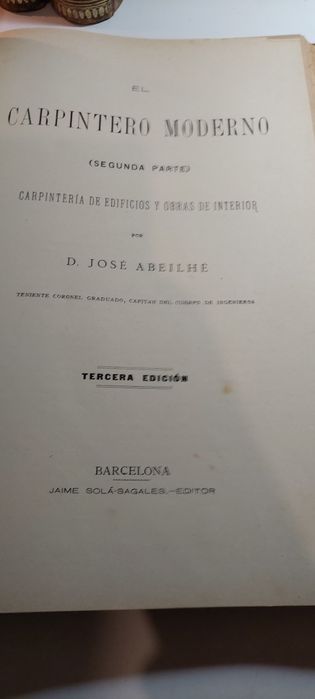 EL
CARPINTERO MODERNO
(SEGUNDA PARTE)
CARPINTERÍA DE EDIFICIOS Y OBRAS DE INTERIOR
POR
D. JOSÉ ABEILHÉ
TENIENTE CORONEL GRADUADO, CAPITAN DEL CUERPO DE INGENIEROS
TERCERA EDICIÓN
BARCELONA
JAIME SOLÁ-SAGALES.—EDITOR